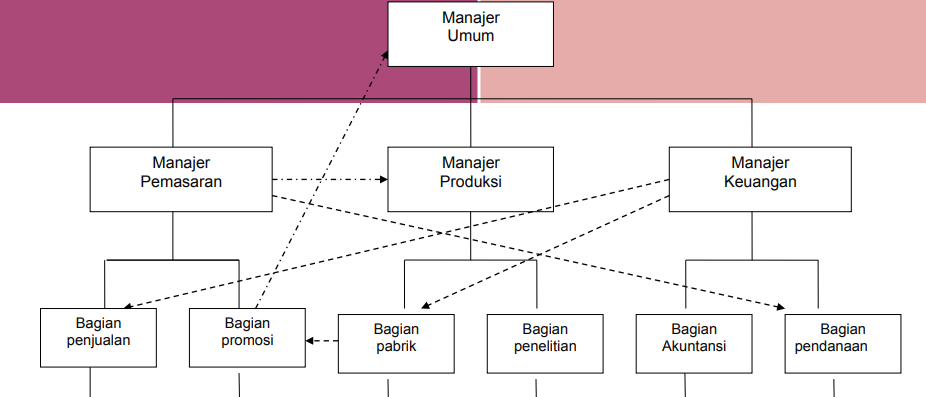 Manajer
Umum
Manajer
Pemasaran
Manajer
Produksi
Manajer
Keuangan
Bagian
penjualan
Bagian
promosi
Bagian
pabrik
Bagian
penelitian
Bagian
Akuntansi
Bagian
pendanaan